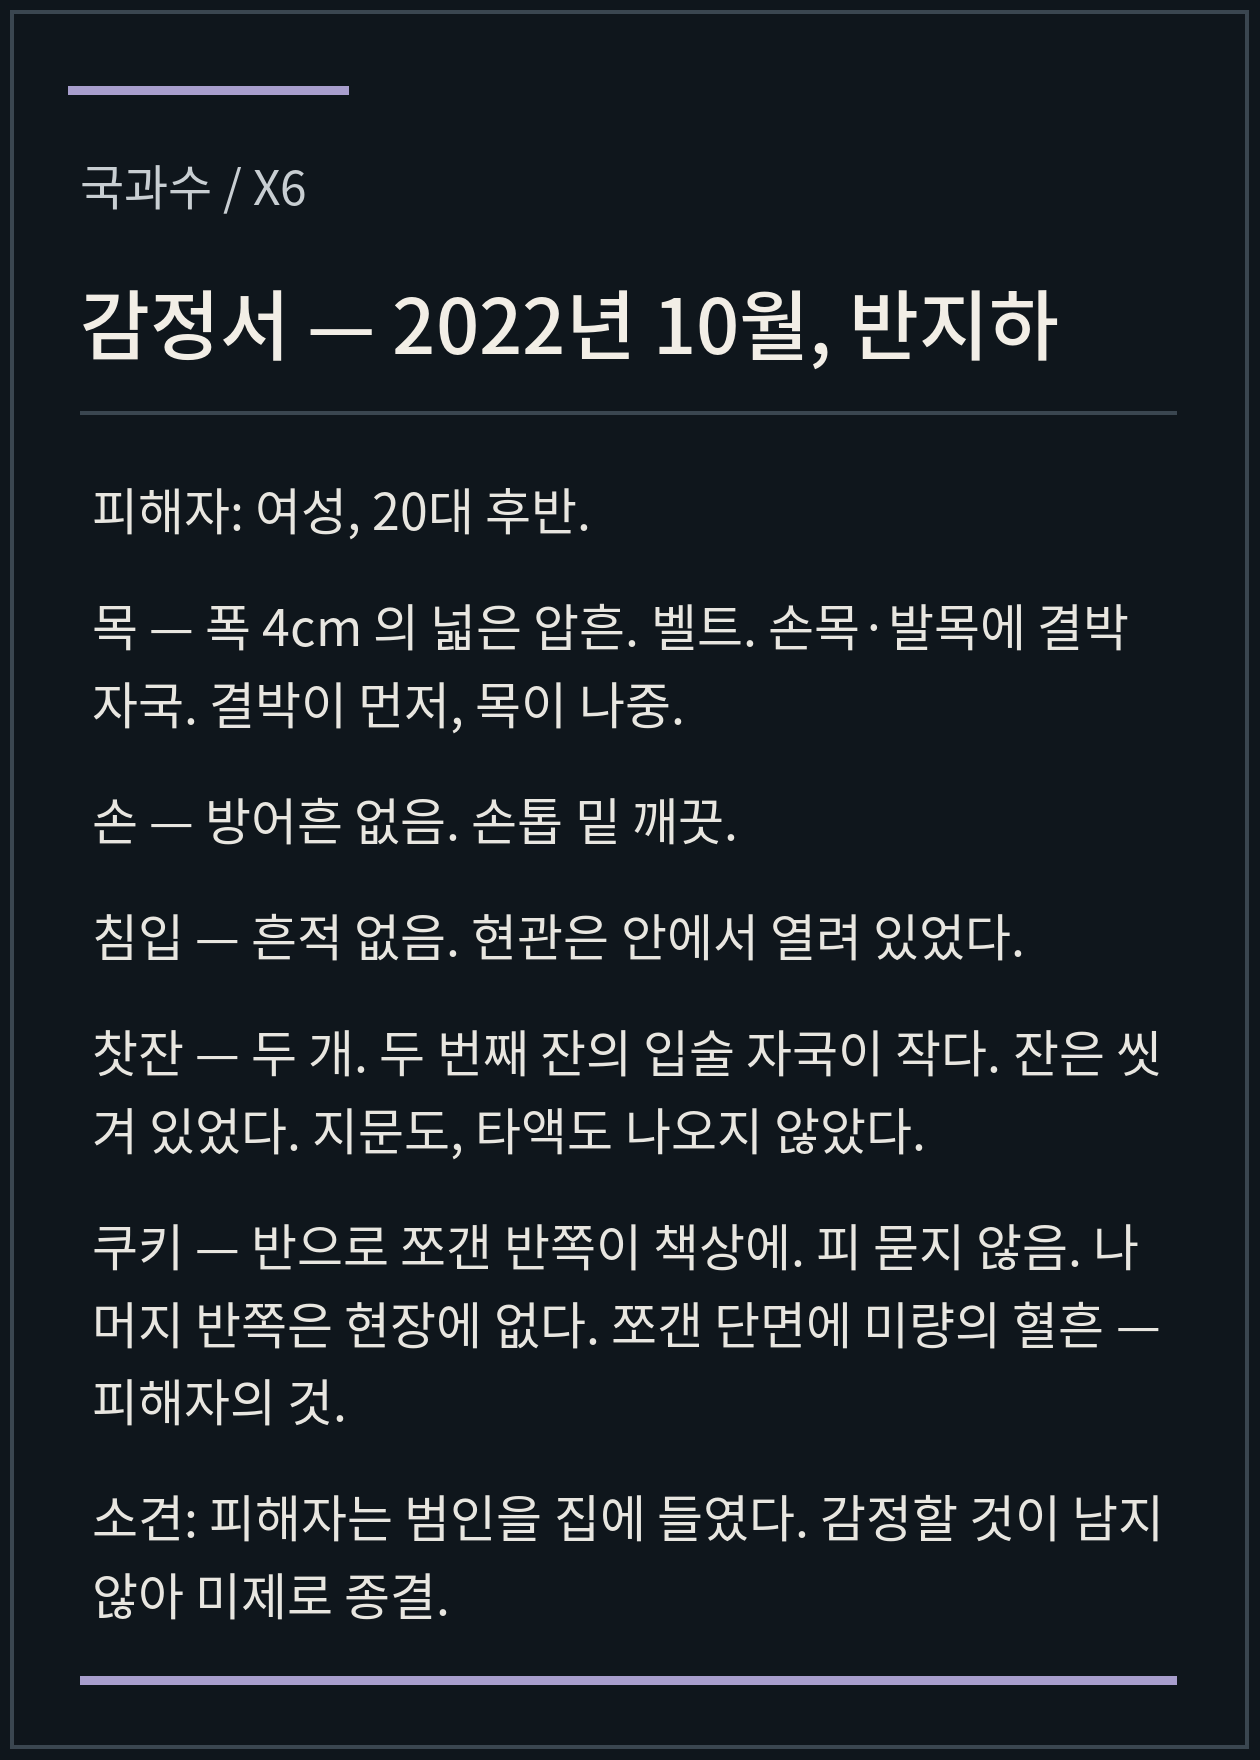 국과수 / X6
감정서 — 2022년 10월, 반지하
피해자: 여성, 20대 후반.
목 — 폭 4cm 의 넓은 압흔. 벨트. 손목·발목에 결박
자국. 결박이 먼저, 목이 나중.
손 — 방어흔 없음. 손톱 밑 깨끗.
침입 — 흔적 없음. 현관은 안에서 열려 있었다.
찻잔 — 두 개. 두 번째 잔의 입술 자국이 작다. 잔은 씻
겨 있었다. 지문도, 타액도 나오지 않았다.
쿠키 — 반으로 쪼갠 반쪽이 책상에. 피 묻지 않음. 나
머지 반쪽은 현장에 없다. 쪼갠 단면에 미량의 혈흔 —
피해자의 것.
소견: 피해자는 범인을 집에 들였다. 감정할 것이 남지
않아 미제로 종결.